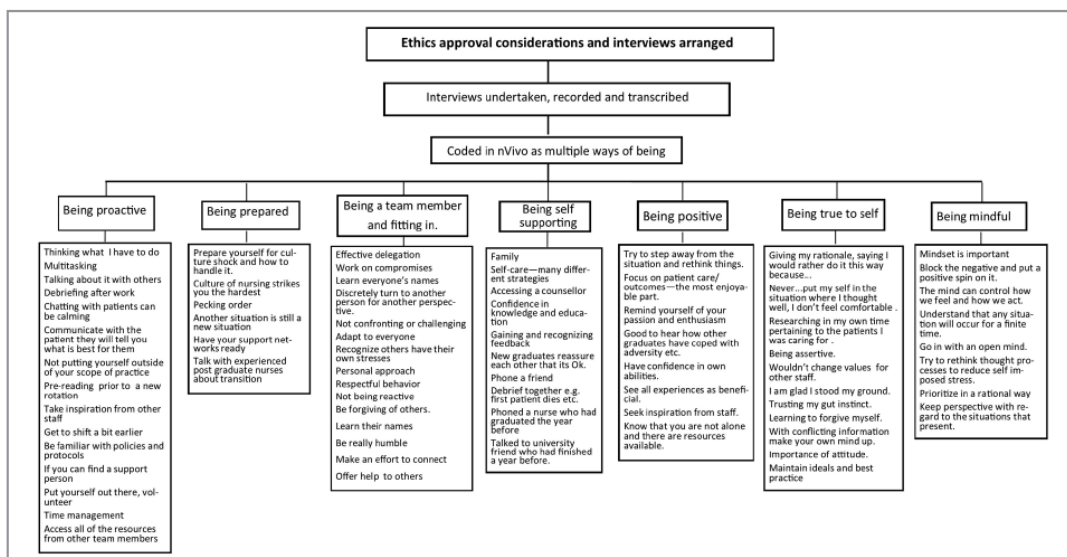 Ethics approval considerations and interviews arranged
Interviews undertaken, recorded and transcribed
Coded in nVivo as multiple ways of being
Being proactive
Thinking what I have to do
Multitasking
Talking about it with others
Debriefing after work
Chatting with patients can
be calming
Communicate with the
patient they will tell you
what is best for them
Not putting yourself outside
of your scope of practice
Pre-reading prior to a new
rotation
Take inspiration from other
staff
Get to shift a bit earlier
Be familiar with policies and
protocols
If you can find a support
person
Put yourself out there, vol-
unteer
Time management
Access all of the resources
from other team members
Being prepared
Prepare yourself for cul-
ture shock and how to
handle it.
Culture of nursing strikes
you the hardest
Pecking order
Another situation is still a
new situation
Have your support net-
works ready
Talk with experienced
post graduate nurses
about transition
Being a team member
and fitting in.
Effective delegation
Work on compromises
Learn everyone's names
Discretely turn to another
person for another perspec-
tive.
Not confronting or challenging
Adapt to everyone
Recognize others have their
own stresses
Personal approach
Respectful behavior
Not being reactive
Be forgiving of others.
Learn their names
Be really humble
Make an effort to connect
Offer help to others
Being self
supporting
Family
Self-care—many differ-
ent strategies
Accessing a counsellor
Confidence in
knowledge and educa-
tion
Gaining and recognizing
feedback
New graduates reassure
each other that its Ok.
Phone a friend
Debrief together e.g.
first patient dies etc.
Phoned a nurse who had
graduated the year
before
Talked to university
friend who had finished
a year before.
Being positive
Try to step away from the
situation and rethink things.
Focus on patient care/
outcomes—the most enjoya-
ble part.
Remind yourself of your
passion and enthusiasm
Good to hear how other
graduates have coped with
adversity etc.
Have confidence in own
abilities.
See all experiences as benefi-
cial.
Seek inspiration from staff.
Know that you are not alone
and there are resources
available.
Being true to self
Giving my rationale, saying I
would rather do it this way
because...
Never...put my self in the
situation where I thought
well, I don't feel comfortable .
Researching in my own time
pertaining to the patients I
was caring for .
Being assertive.
Wouldn't change values for
other staff.
I am glad I stood my ground.
Trusting my gut instinct.
Learning to forgive myself.
With conflicting information
make your own mind up.
Importance of attitude.
Maintain ideals and best
practice
Being mindful
Mindset is important
Block the negative and put a
positive spin on it.
The mind can control how
we feel and how we act.
Understand that any situa-
tion will occur for a finite
time.
Go in with an open mind.
Try to rethink thought pro-
cesses to reduce self im-
posed stress.
Prioritize in a rational way
Keep perspective with re-
gard to the situations that
present.